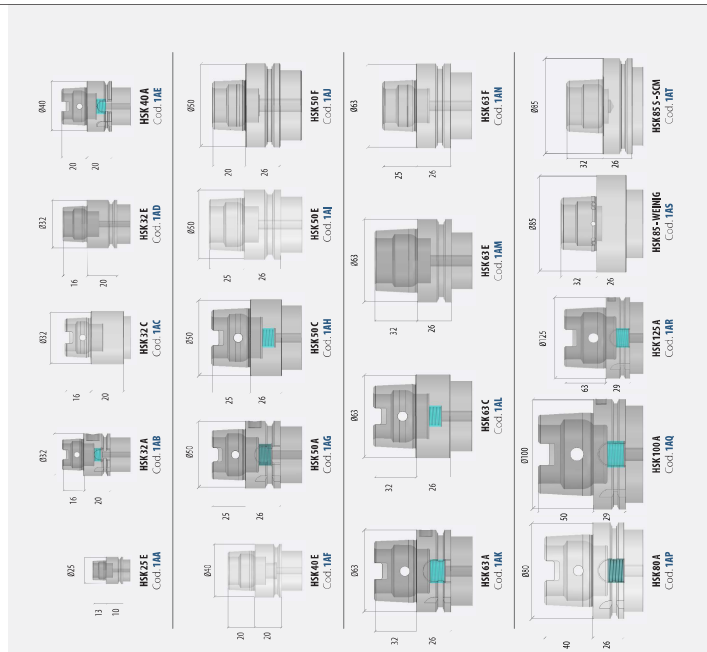 Ø25
13
10
HSK 25 E
Cod. 1AA
Ø32
16
20
HSK 32 A
Cod. 1AB
Ø32
16
20
HSK 32 C
Cod. 1AC
Ø32
16
20
HSK 32 E
Cod. 1AD
Ø40
20
20
HSK 40 A
Cod. 1AE
Ø40
20
20
HSK 40 E
Cod. 1AF
Ø50
25
26
HSK 50 A
Cod. 1AG
Ø50
25
26
HSK 50 C
Cod. 1AH
Ø50
25
26
HSK 50 E
Cod. 1AI
Ø50
20
26
HSK 50 F
Cod. 1AJ
Ø63
32
26
HSK 63 A
Cod. 1AK
Ø63
32
26
HSK 63 C
Cod. 1AL
Ø63
32
26
HSK 63 E
Cod. 1AM
Ø63
25
26
HSK 63 F
Cod. 1AN
Ø80
40
26
HSK 80 A
Cod. 1AP
Ø100
50
29
HSK 100 A
Cod. 1AQ
Ø125
63
29
HSK 125 A
Cod. 1AR
Ø85
32
26
HSK 85 - WEINIG
Cod. 1AS
Ø85
32
26
HSK 85 S - SCM
Cod. 1AT